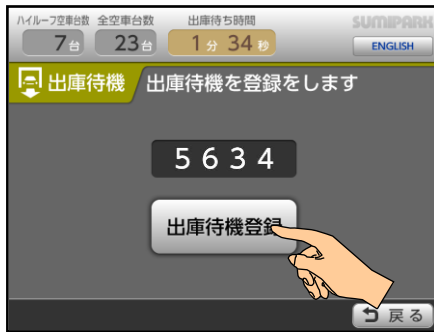 ハイルーフ空車台数 全空車台数 出庫待ち時間 SUMIPARK
7台 23台 1分 34秒 ENGLISH
出庫待機 出庫待機を登録をします
5634
出庫待機登録
戻る